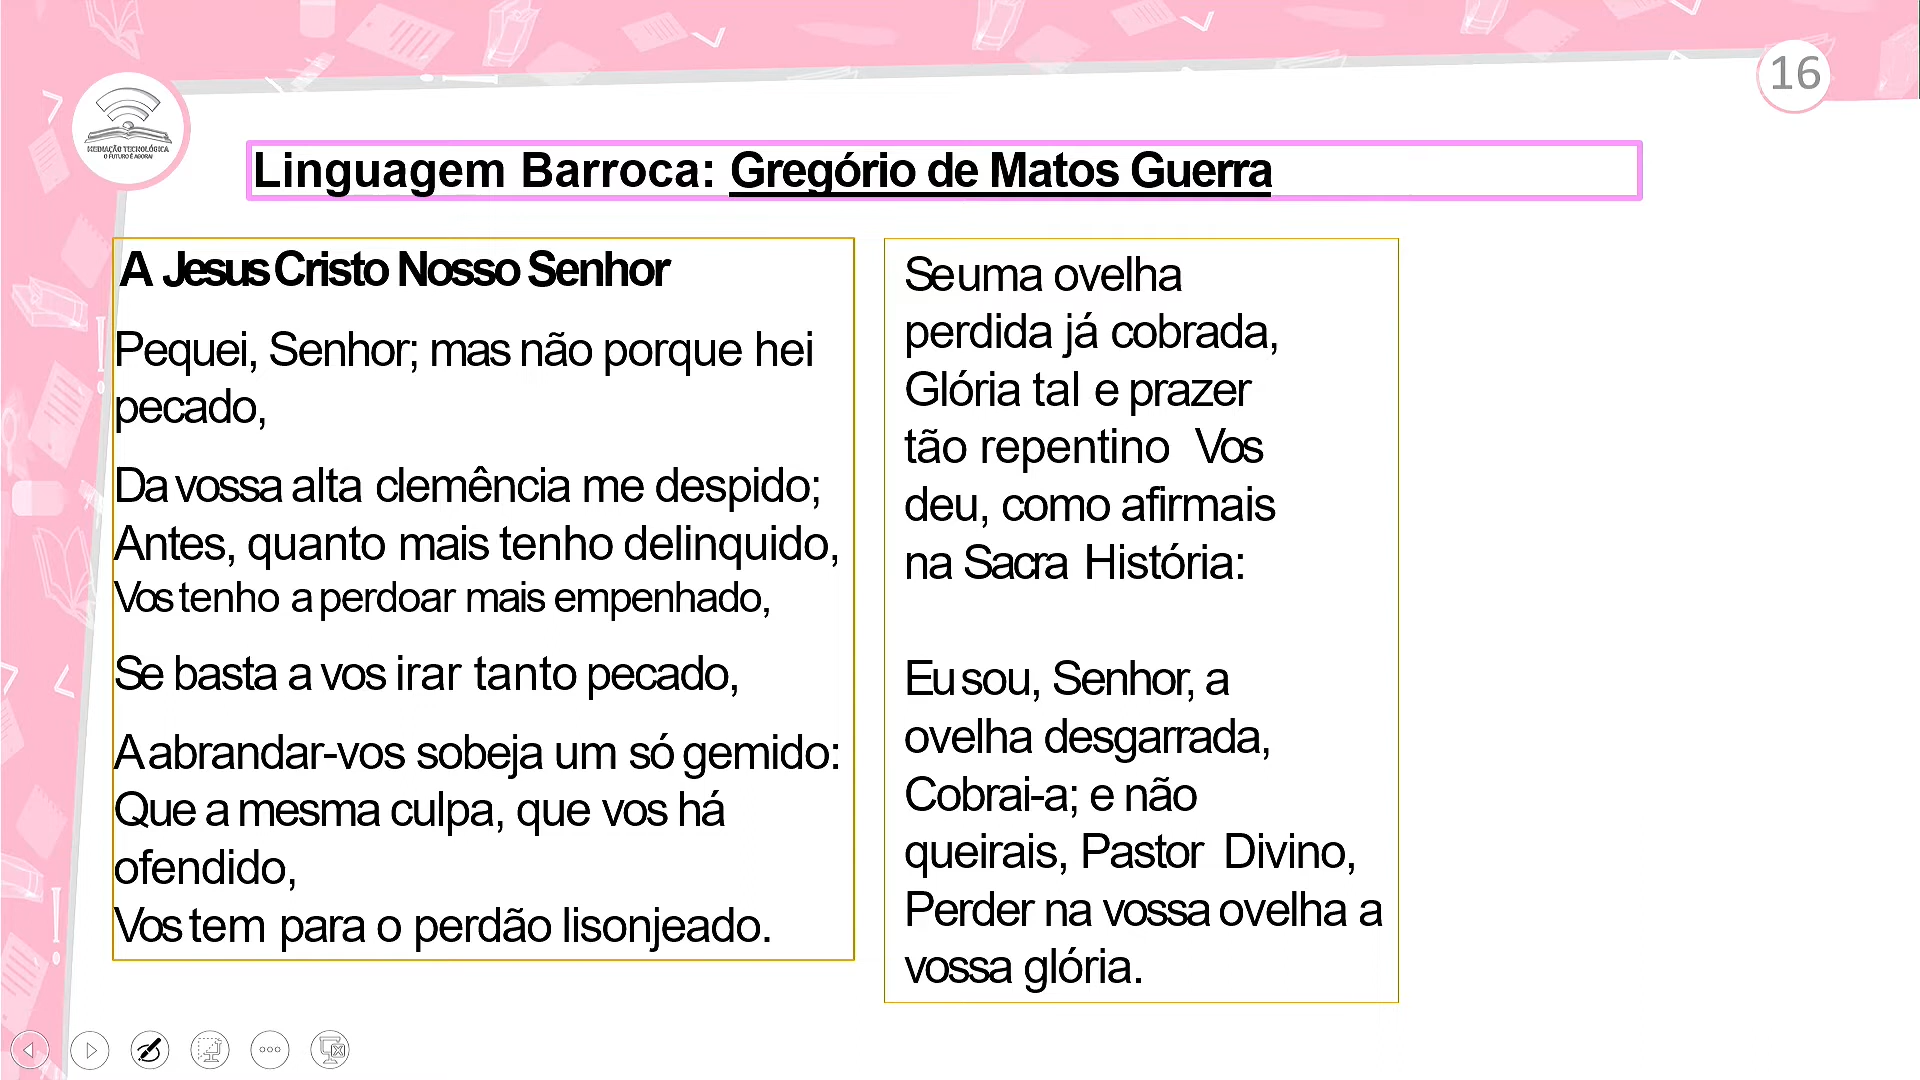 16
MEDIAÇÃO TECNOLÓGICA
O FUTURO É AGORA!
Linguagem Barroca: Gregório de Matos Guerra
A Jesus Cristo Nosso Senhor
Pequei, Senhor; mas não porque hei
pecado,
Da vossa alta clemência me despido;
Antes, quanto mais tenho delinquido,
Vos tenho a perdoar mais empenhado,
Se basta a vos irar tanto pecado,
A abrandar-vos sobeja um só gemido:
Que a mesma culpa, que vos há
ofendido,
Vos tem para o perdão lisonjeado.
Se uma ovelha
perdida já cobrada,
Glória tal e prazer
tão repentino Vos
deu, como afirmais
na Sacra História:
Eu sou, Senhor, a
ovelha desgarrada,
Cobrai-a; e não
queirais, Pastor Divino,
Perder na vossa ovelha a
vossa glória.